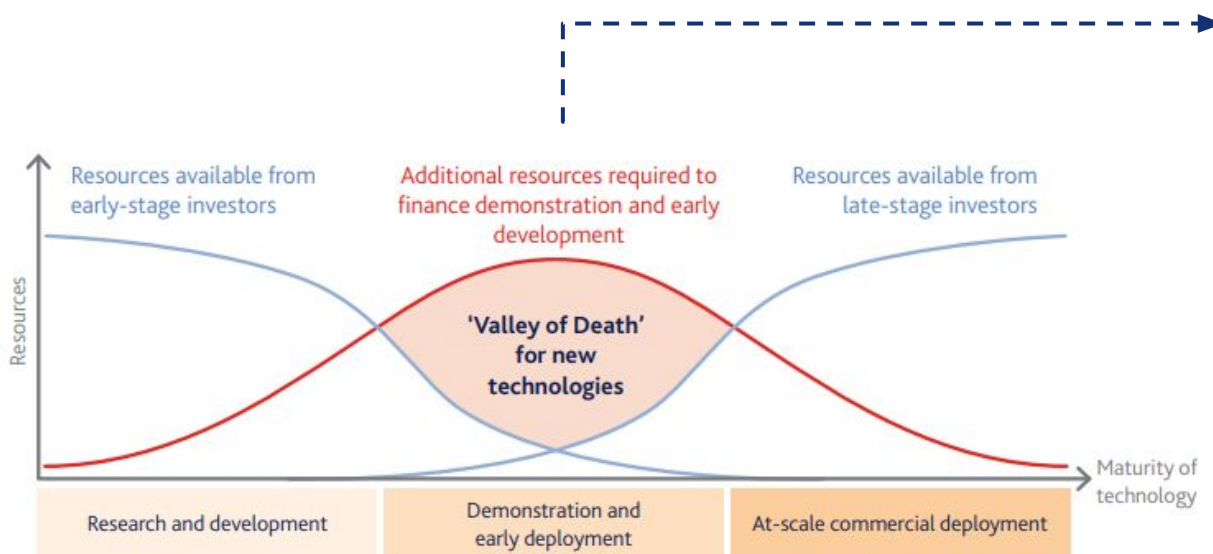 Resources available from
early-stage investors
Additional resources required to
finance demonstration and early
development
Resources available from
late-stage investors
Resources
'Valley of Death'
for new
technologies
Maturity of
technology
Research and development
Demonstration and
early deployment
At-scale commercial deployment